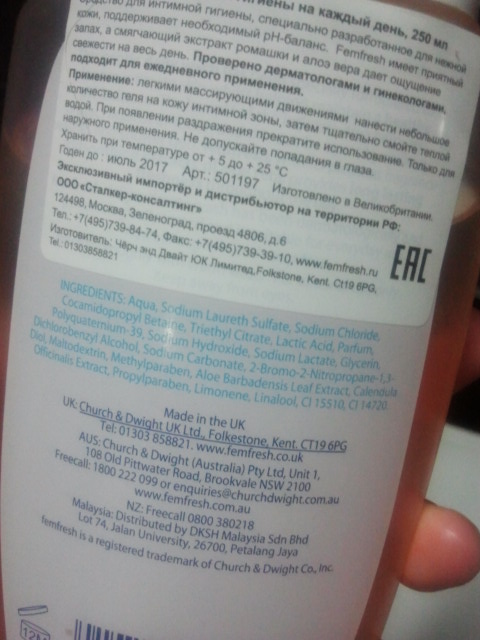 гигиены на каждый день, 250 мл
средство для интимной гигиены, специально разработанное для нежной
кожи, поддерживает необходимый pH-баланс. Femfresh имеет приятный
запах, а смягчающий экстракт ромашки и алоэ вера дает ощущение
свежести на весь день. Проверено дерматологами и гинекологами,
подходит для ежедневного применения.
Применение: легкими массирующими движениями нанести небольшое
количество геля на кожу интимной зоны, затем тщательно смойте теплой
водой. При появлении раздражения прекратите использование. Только для
наружного применения. Не допускайте попадания в глаза.
Хранить при температуре от + 5 до + 25 °C
Годен до : июль 2017 Арт.: 501197 Изготовлено в Великобритании.
Эксклюзивный импортёр и дистрибьютор на территории РФ:
ООО «Сталкер-консалтинг»
124498, Москва, Зеленоград, проезд 4806, д.6
Тел.: +7(495)739-84-74, Факс: +7(495)739-39-10, www.femfresh.ru
Изготовитель: Чёрч энд Двайт ЮК Лимитед,Folkstone, Kent. Ct19 6PG,
Tel.: 01303858821
EAC
INGREDIENTS: Aqua, Sodium Laureth Sulfate, Sodium Chloride,
Cocamidopropyl Betaine, Triethyl Citrate, Lactic Acid, Parfum,
Polyquaternium-39, Sodium Hydroxide, Sodium Lactate, Glycerin,
Dichlorobenzyl Alcohol, Sodium Carbonate, 2-Bromo-2-Nitropropane-1,3-
Diol, Maltodextrin, Methylparaben, Aloe Barbadensis Leaf Extract, Calendula
Officinalis Extract, Propylparaben, Limonene, Linalool, CI 15510, CI 14720
Made in the UK
UK: Church & Dwight UK Ltd., Folkestone, Kent. CT19 6PG
Tel: 01303 858821. www.femfresh.co.uk
AUS: Church & Dwight (Australia) Pty Ltd, Unit 1,
108 Old Pittwater Road, Brookvale NSW 2100
Freecall: 1800 222 099 or enquiries@churchdwight.com.au
www.femfresh.com.au
NZ: Freecall 0800 380218
Malaysia: Distributed by DKSH Malaysia Sdn Bhd
Lot 74, Jalan University, 26700, Petalang Jaya
femfresh is a registered trademark of Church & Dwight Co., Inc.
12M